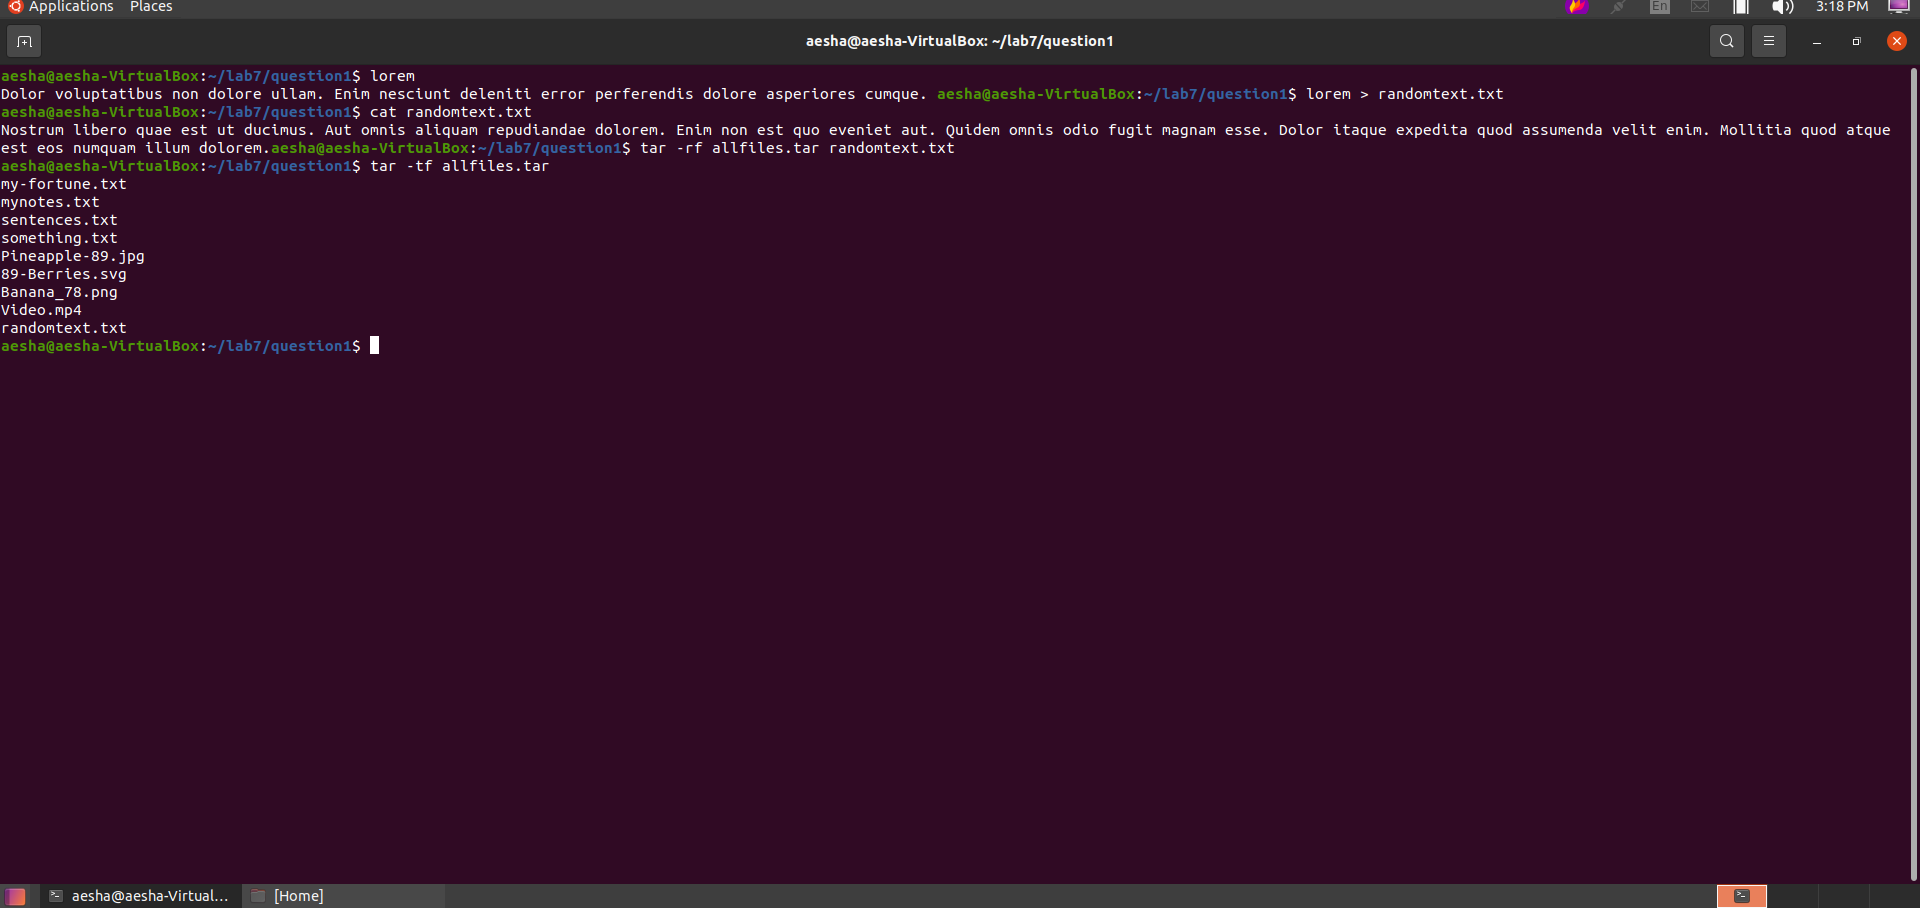 Applications Places En 3:18 PM
aesha@aesha-VirtualBox: ~/lab7/question1
aesha@aesha-VirtualBox:~/lab7/question1$ lorem
Dolor voluptatibus non dolore ullam. Enim nesciunt deleniti error perferendis dolore asperiores cumque. aesha@aesha-VirtualBox:~/lab7/question1$ lorem > randomtext.txt
aesha@aesha-VirtualBox:~/lab7/question1$ cat randomtext.txt
Nostrum libero quae est ut ducimus. Aut omnis aliquam repudiandae dolorem. Enim non est quo eveniet aut. Quidem omnis odio fugit magnam esse. Dolor itaque expedita quod assumenda velit enim. Mollitia quod atque
est eos numquam illum dolorem.aesha@aesha-VirtualBox:~/lab7/question1$ tar -rf allfiles.tar randomtext.txt
aesha@aesha-VirtualBox:~/lab7/question1$ tar -tf allfiles.tar
my-fortune.txt
mynotes.txt
sentences.txt
something.txt
Pineapple-89.jpg
89-Berries.svg
Banana_78.png
Video.mp4
randomtext.txt
aesha@aesha-VirtualBox:~/lab7/question1$
aesha@aesha-Virtual... [Home]